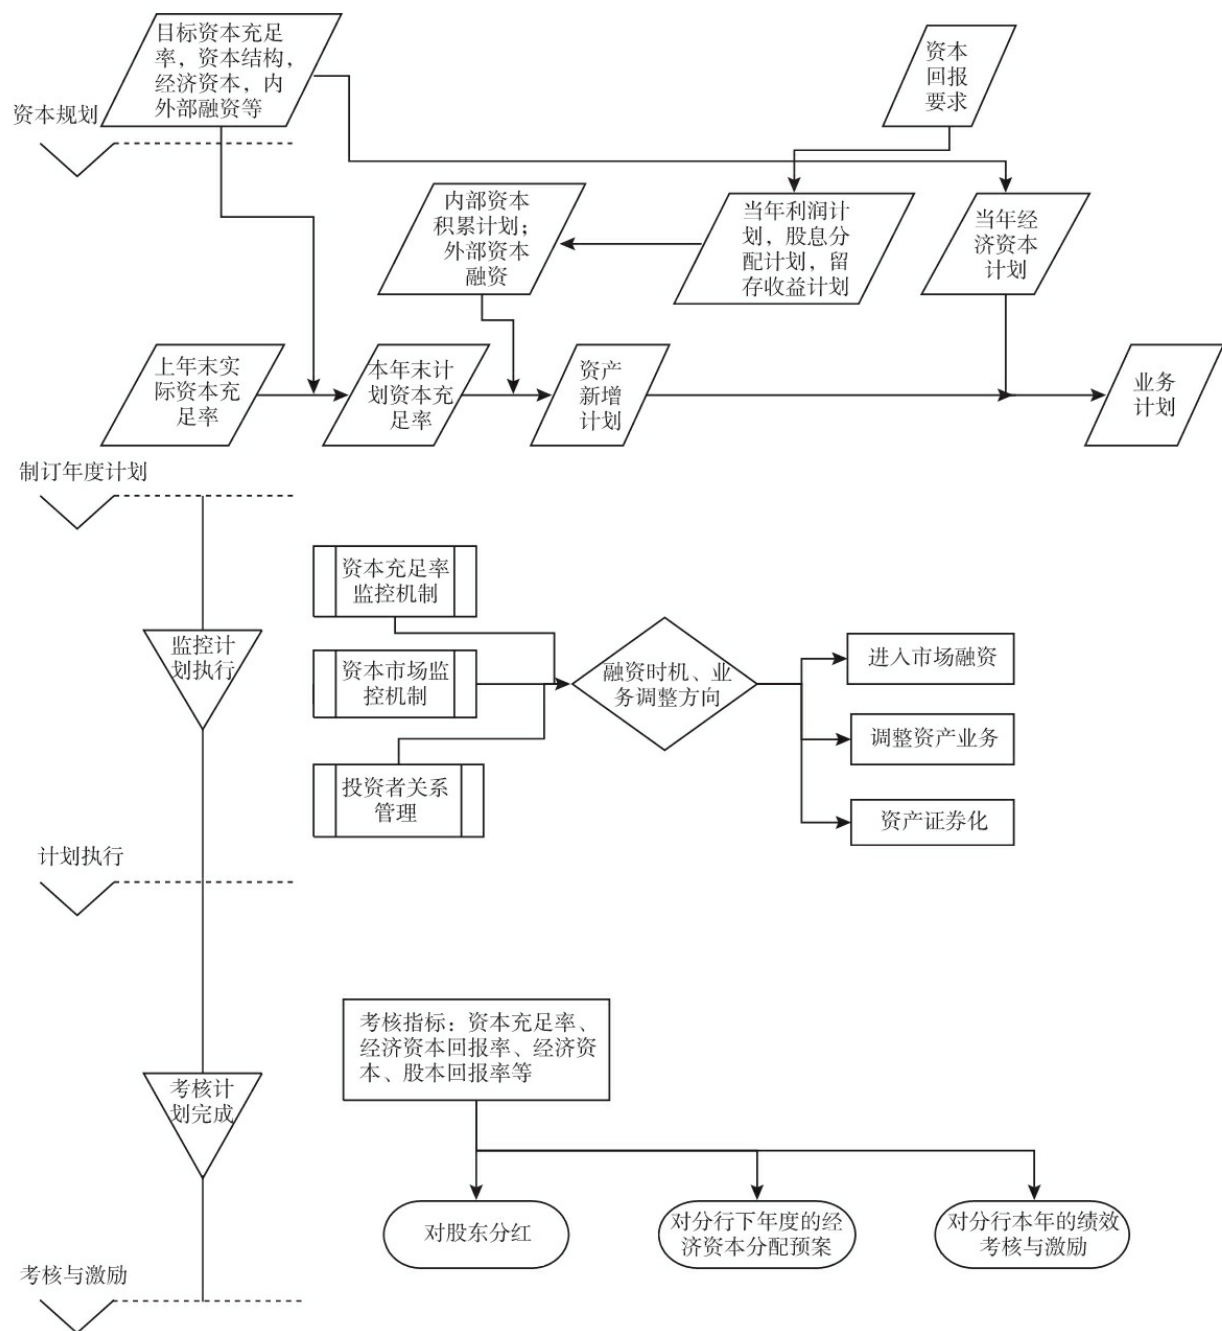 目标资本充足
率，资本结构，
经济资本，内
外部融资等
资本
回报
要求
资本规划
内部资本
积累计划；
外部资本
融资
当年利润计
划，股息分
配计划，留
存收益计划
当年经
济资本
计划
上年末实
际资本充
足率
本年末计
划资本充
足率
资产
新增
计划
业务
计划
制订年度计划
资本充足率
监控机制
监控计
划执行
资本市场监
控机制
融资时机、业
务调整方向
进入市场融资
调整资产业务
投资者关系
管理
资产证券化
计划执行
考核指标：资本充足率、
经济资本回报率、经济资
本、股本回报率等
考核计
划完成
对股东分红
对分行下年度的经
济资本分配预案
对分行本年的绩效
考核与激励
考核与激励